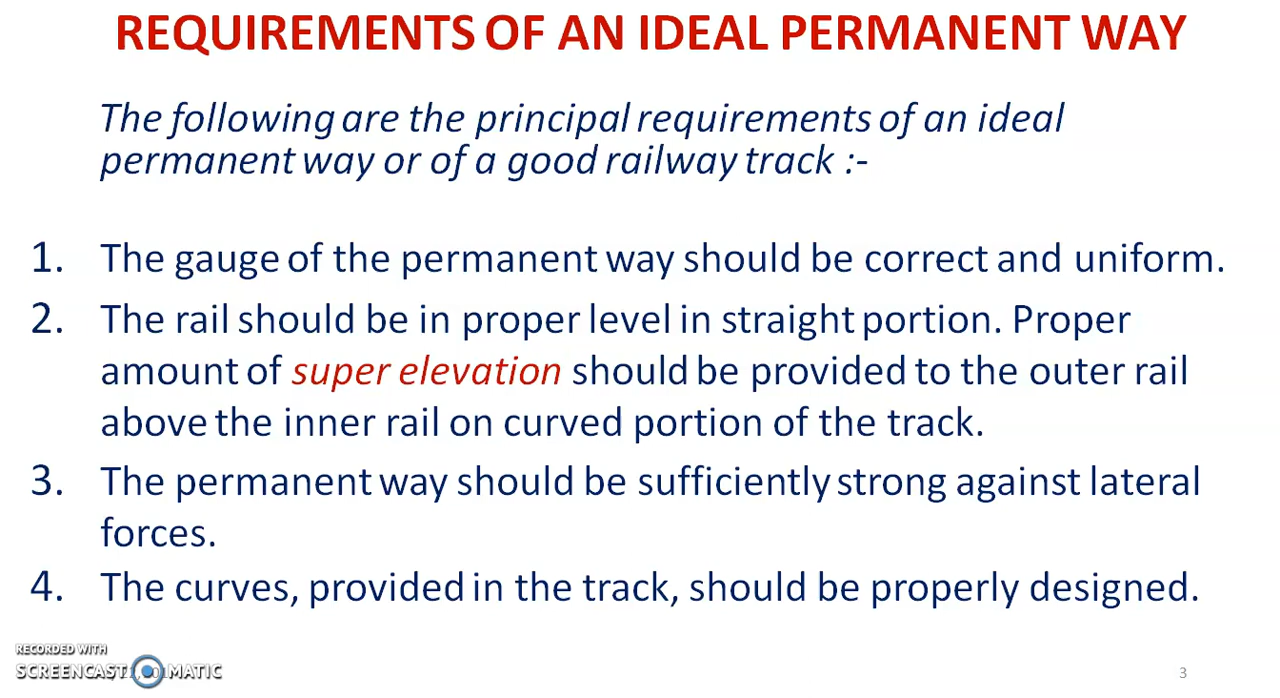 REQUIREMENTS OF AN IDEAL PERMANENT WAY
The following are the principal requirements of an ideal
permanent way or of a good railway track :-
1. The gauge of the permanent way should be correct and uniform.
2. The rail should be in proper level in straight portion. Proper
amount of super elevation should be provided to the outer rail
above the inner rail on curved portion of the track.
3. The permanent way should be sufficiently strong against lateral
forces.
4. The curves, provided in the track, should be properly designed.
RECORDED WITH
SCREENCAST MATIC
3